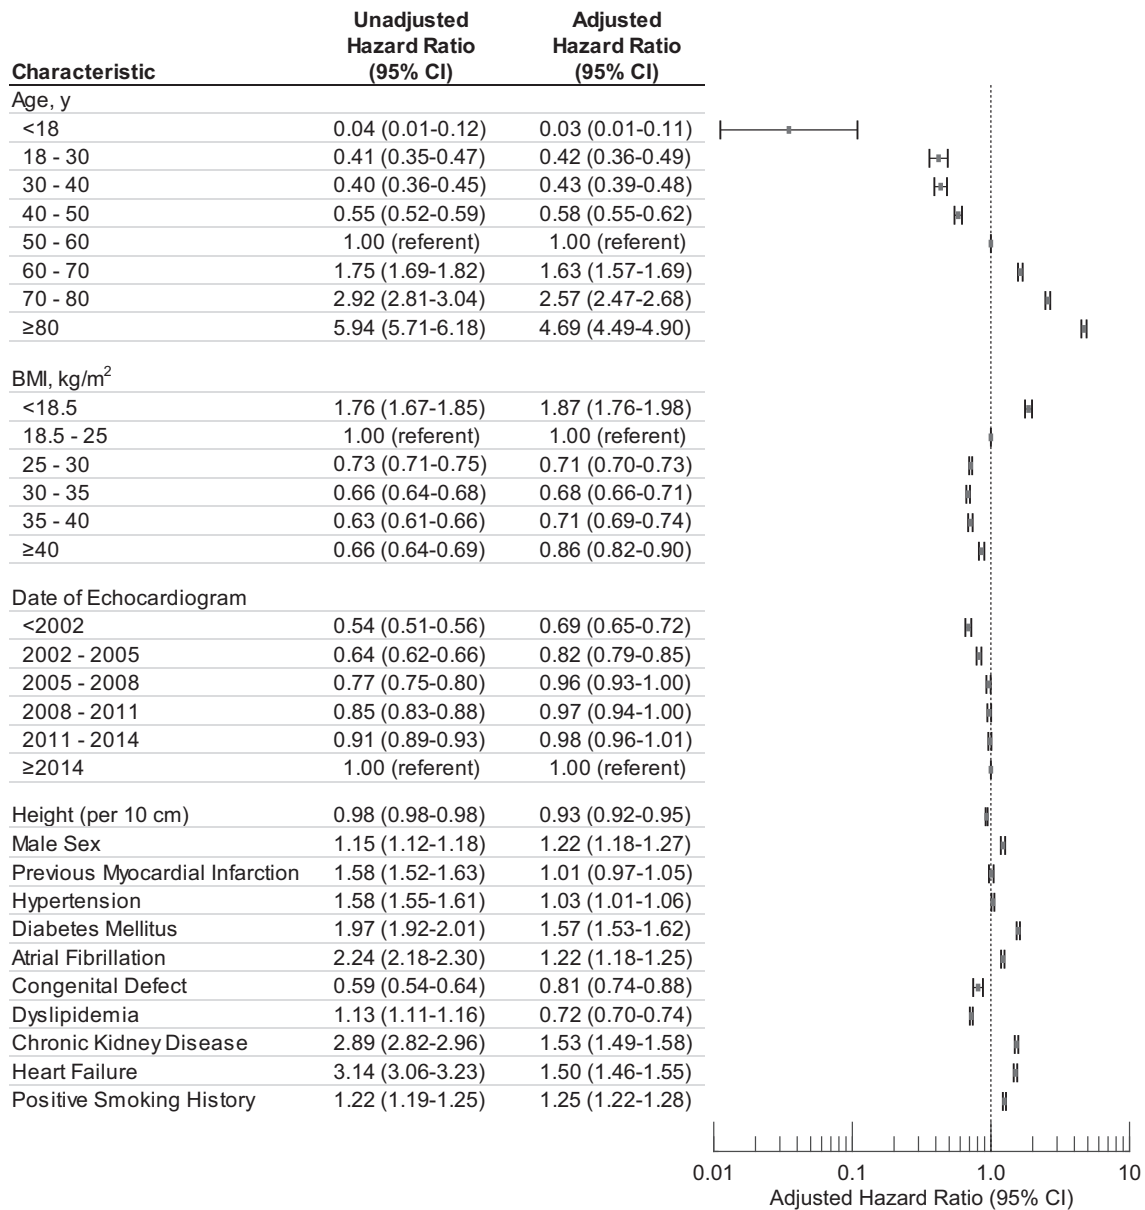 Unadjusted Adjusted
Hazard Ratio Hazard Ratio
Characteristic (95% CI) (95% CI)
Age, y
<18 0.04 (0.01-0.12) 0.03 (0.01-0.11)
18 - 30 0.41 (0.35-0.47) 0.42 (0.36-0.49)
30 - 40 0.40 (0.36-0.45) 0.43 (0.39-0.48)
40 - 50 0.55 (0.52-0.59) 0.58 (0.55-0.62)
50 - 60 1.00 (referent) 1.00 (referent)
60 - 70 1.75 (1.69-1.82) 1.63 (1.57-1.69)
70 - 80 2.92 (2.81-3.04) 2.57 (2.47-2.68)
≥80 5.94 (5.71-6.18) 4.69 (4.49-4.90)
BMI, kg/m²
<18.5 1.76 (1.67-1.85) 1.87 (1.76-1.98)
18.5 - 25 1.00 (referent) 1.00 (referent)
25 - 30 0.73 (0.71-0.75) 0.71 (0.70-0.73)
30 - 35 0.66 (0.64-0.68) 0.68 (0.66-0.71)
35 - 40 0.63 (0.61-0.66) 0.71 (0.69-0.74)
≥40 0.66 (0.64-0.69) 0.86 (0.82-0.90)
Date of Echocardiogram
<2002 0.54 (0.51-0.56) 0.69 (0.65-0.72)
2002 - 2005 0.64 (0.62-0.66) 0.82 (0.79-0.85)
2005 - 2008 0.77 (0.75-0.80) 0.96 (0.93-1.00)
2008 - 2011 0.85 (0.83-0.88) 0.97 (0.94-1.00)
2011 - 2014 0.91 (0.89-0.93) 0.98 (0.96-1.01)
≥2014 1.00 (referent) 1.00 (referent)
Height (per 10 cm) 0.98 (0.98-0.98) 0.93 (0.92-0.95)
Male Sex 1.15 (1.12-1.18) 1.22 (1.18-1.27)
Previous Myocardial Infarction 1.58 (1.52-1.63) 1.01 (0.97-1.05)
Hypertension 1.58 (1.55-1.61) 1.03 (1.01-1.06)
Diabetes Mellitus 1.97 (1.92-2.01) 1.57 (1.53-1.62)
Atrial Fibrillation 2.24 (2.18-2.30) 1.22 (1.18-1.25)
Congenital Defect 0.59 (0.54-0.64) 0.81 (0.74-0.88)
Dyslipidemia 1.13 (1.11-1.16) 0.72 (0.70-0.74)
Chronic Kidney Disease 2.89 (2.82-2.96) 1.53 (1.49-1.58)
Heart Failure 3.14 (3.06-3.23) 1.50 (1.46-1.55)
Positive Smoking History 1.22 (1.19-1.25) 1.25 (1.22-1.28)
0.01 0.1 1.0 10
Adjusted Hazard Ratio (95% CI)